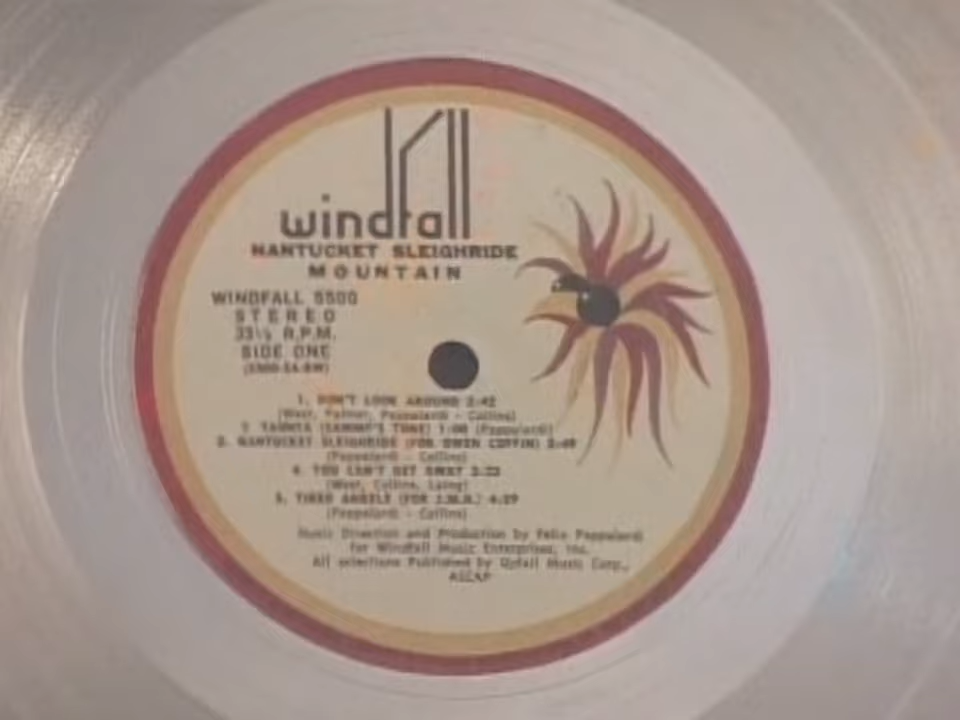 windfall
NANTUCKET SLEIGHRIDE
MOUNTAIN
WINDFALL 5500
STEREO
33⅓ R.P.M.
SIDE ONE
1. DON'T LOOK AROUND 3:42
(West, Palmer, Pappalardi - Collins)
2. TAUNTA (SAMMY'S TUNE) 1:00 (Pappalardi)
3. NANTUCKET SLEIGHRIDE (FOR OWEN COFFIN) 5:49
(Pappalardi - Collins)
4. YOU CAN'T GET AWAY 3:23
(West, Collins, Laing)
5. TIRED ANGELS (FOR J.M.H.) 4:39
(Pappalardi - Collins)
Music Direction and Production by Felix Pappalardi
for Windfall Music Enterprises, Inc.
All selections Published by Upfall Music Corp.,
ASCAP